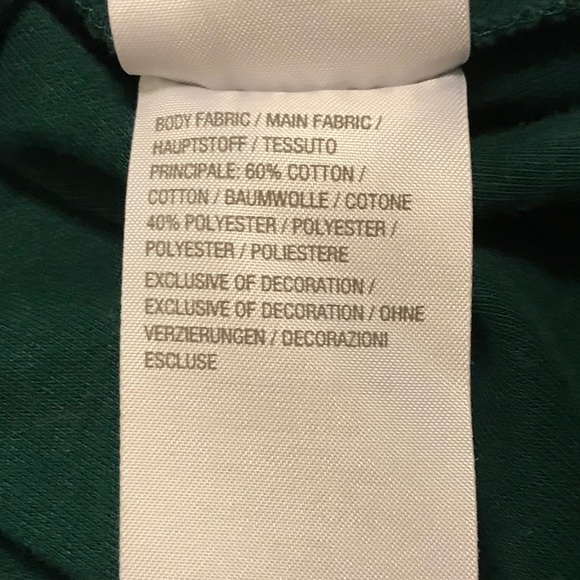 BODY FABRIC / MAIN FABRIC /
HAUPTSTOFF / TESSUTO
PRINCIPALE: 60% COTTON /
COTTON / BAUMWOLLE / COTONE
40% POLYESTER / POLYESTER /
POLYESTER / POLIESTERE
EXCLUSIVE OF DECORATION /
EXCLUSIVE OF DECORATION / OHNE
VERZIERUNGEN / DECORAZIONI
ESCLUSE